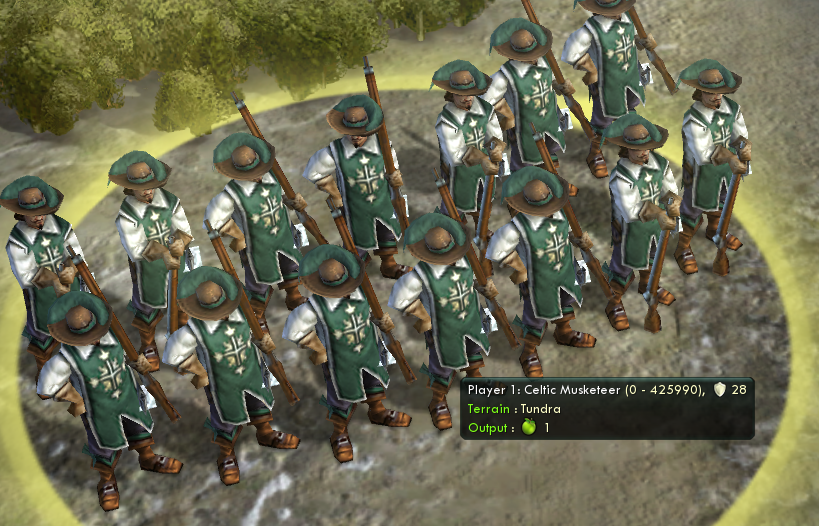 Player 1: Celtic Musketeer (0 - 425990), 28
Terrain : Tundra
Output : 1